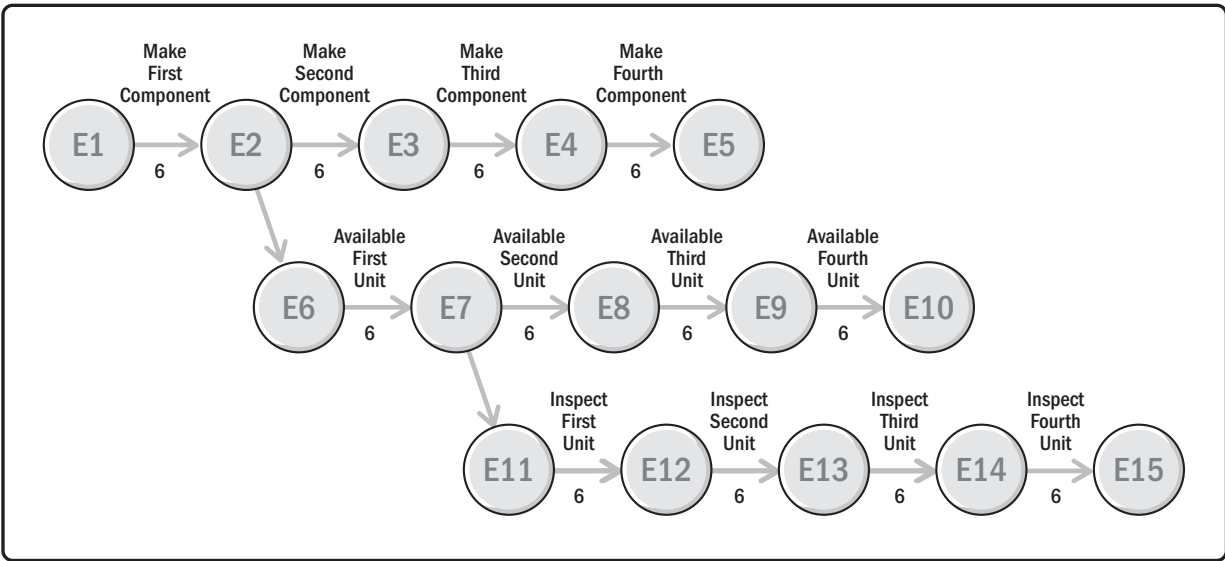 Make
First
Component
Make
Second
Component
Make
Third
Component
Make
Fourth
Component
E1
E2
E3
E4
E5
6
6
6
6
Available
First
Unit
Available
Second
Unit
Available
Third
Unit
Available
Fourth
Unit
E6
E7
E8
E9
E10
6
6
6
6
Inspect
First
Unit
Inspect
Second
Unit
Inspect
Third
Unit
Inspect
Fourth
Unit
E11
E12
E13
E14
E15
6
6
6
6